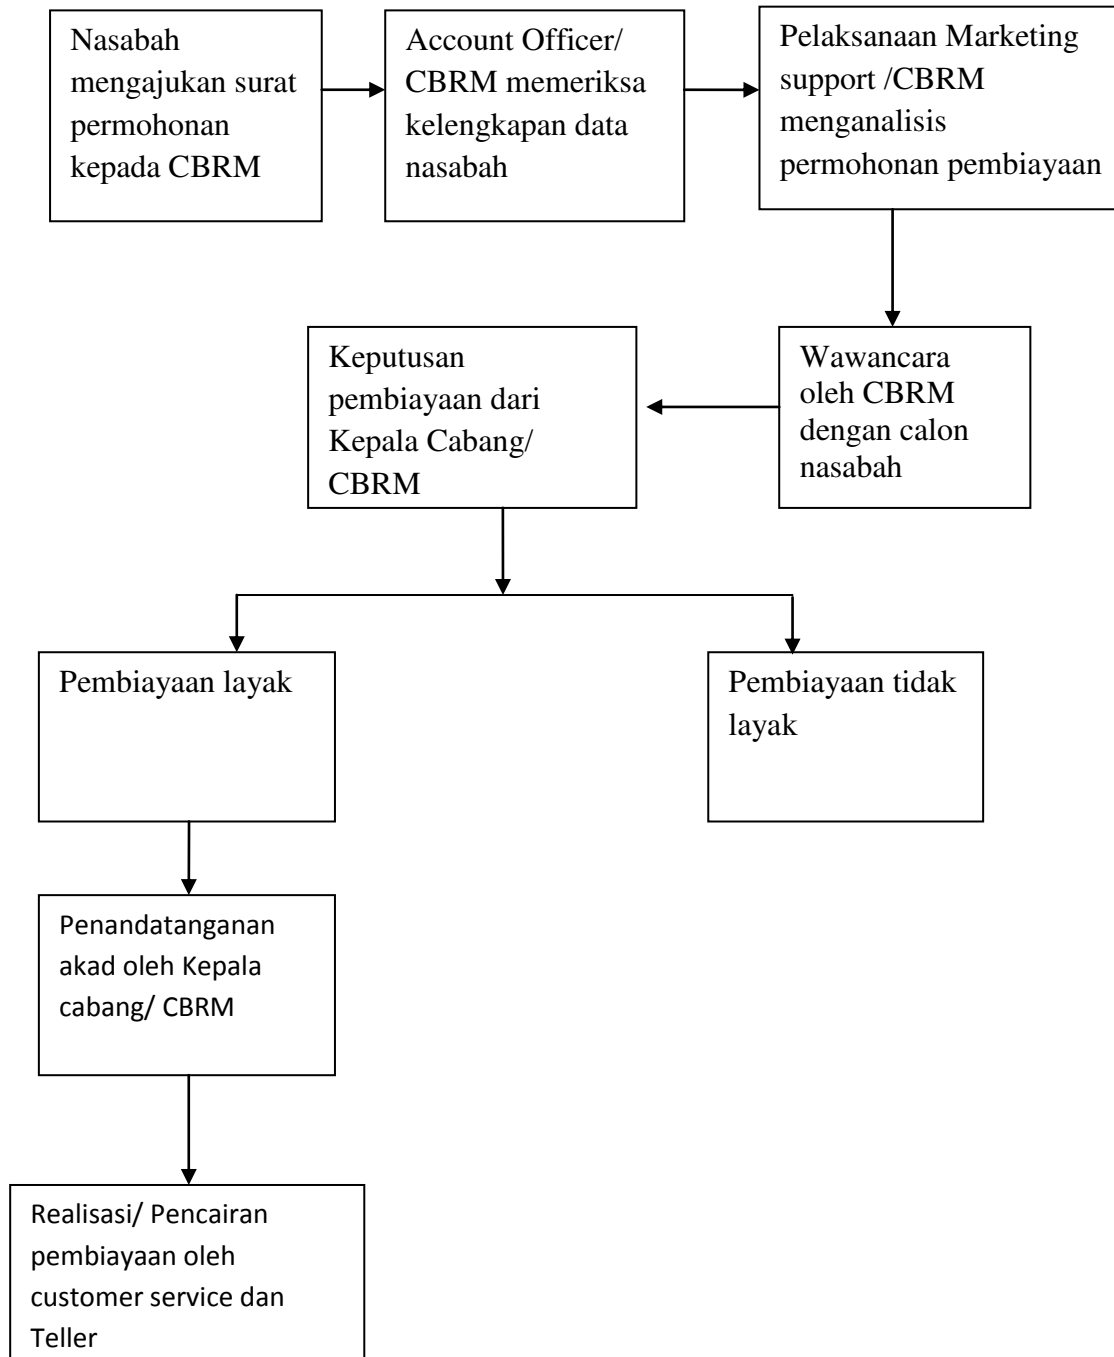 Nasabah
mengajukan surat
permohonan
kepada CBRM
Account Officer/
CBRM memeriksa
kelengkapan data
nasabah
Pelaksanaan Marketing
support /CBRM
menganalisis
permohonan pembiayaan
Wawancara
oleh CBRM
dengan calon
nasabah
Keputusan
pembiayaan dari
Kepala Cabang/
CBRM
Pembiayaan layak
Pembiayaan tidak
layak
Penandatanganan
akad oleh Kepala
cabang/ CBRM
Realisasi/ Pencairan
pembiayaan oleh
customer service dan
Teller